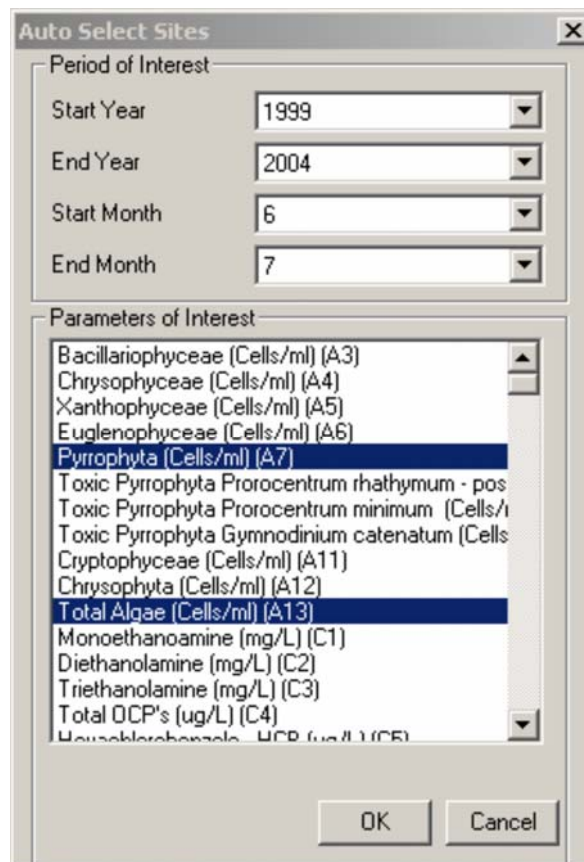 Auto Select Sites
Period of Interest
Start Year 1999
End Year 2004
Start Month 6
End Month 7
Parameters of Interest
Bacillariophyceae (Cells/ml) (A3)
Chrysophyceae (Cells/ml) (A4)
Xanthophyceae (Cells/ml) (A5)
Euglenophyceae (Cells/ml) (A6)
Pyrrophyta (Cells/ml) (A7)
Toxic Pyrrophyta Prorocentrum rhathymum - pos
Toxic Pyrrophyta Prorocentrum minimum (Cells/
Toxic Pyrrophyta Gymnodinium catenatum (Cells
Cryptophyceae (Cells/ml) (A11)
Chrysophyta (Cells/ml) (A12)
Total Algae (Cells/ml) (A13)
Monoethanoamine (mg/L) (C1)
Diethanolamine (mg/L) (C2)
Triethanolamine (mg/L) (C3)
Total OCP's (ug/L) (C4)
OK Cancel